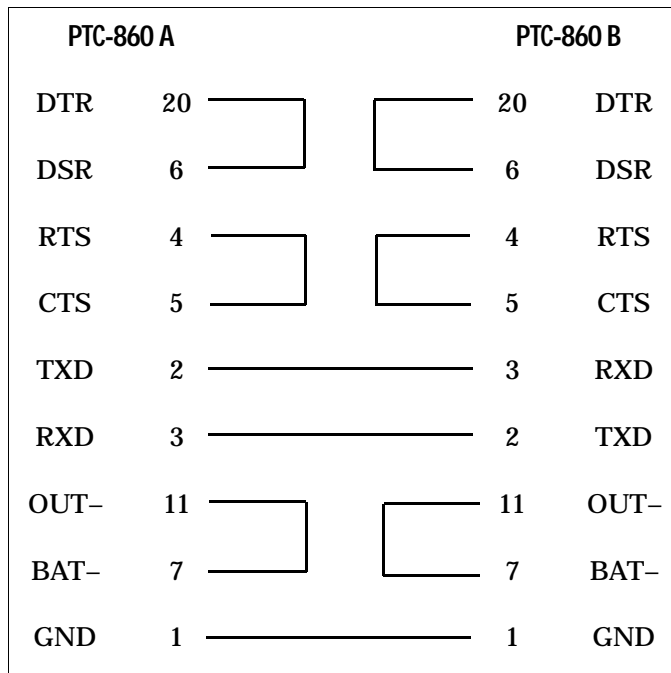 PTC-860 A PTC-860 B
DTR 20 20 DTR
DSR 6 6 DSR
RTS 4 4 RTS
CTS 5 5 CTS
TXD 2 3 RXD
RXD 3 2 TXD
OUT– 11 11 OUT–
BAT– 7 7 BAT–
GND 1 1 GND